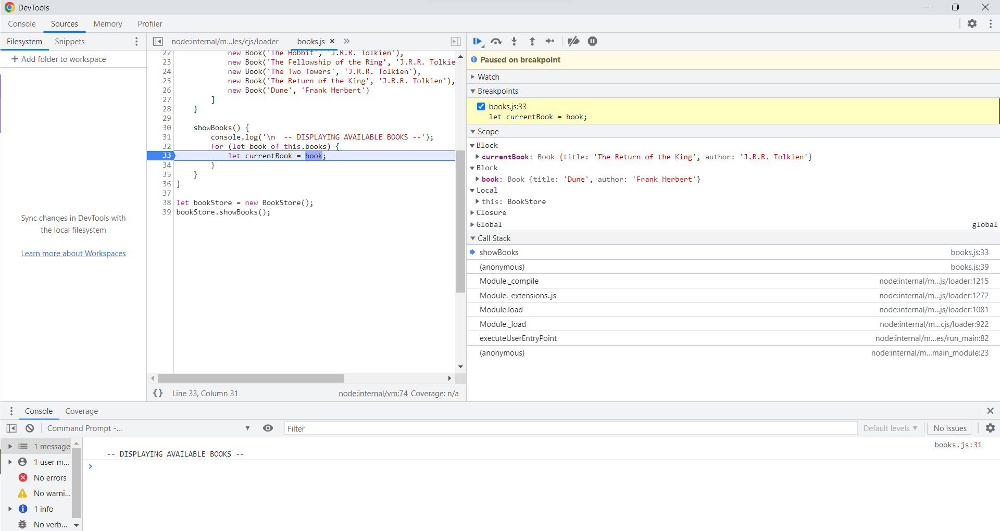 DevTools
Console Sources Memory Profiler
Filesystem Snippets
node:internal/m...les/cjs/loader books.js
+ Add folder to workspace
Sync changes in DevTools with
the local filesystem
Learn more about Workspaces
22 new Book('The Hobbit', 'J.R.R. Tolkien'),
23 new Book('The Fellowship of the Ring', 'J.R.R. Tolkie
24 new Book('The Two Towers', 'J.R.R. Tolkien'),
25 new Book('The Return of the King', 'J.R.R. Tolkien'),
26 new Book('Dune', 'Frank Herbert')
27 ]
28 }
29
30 showBooks() {
31 console.log('\n -- DISPLAYING AVAILABLE BOOKS --');
32 for (let book of this.books) {
33 let currentBook = book;
34 }
35 }
36 }
37
38 let bookStore = new BookStore();
39 bookStore.showBooks();
{} Line 33, Column 31 node:internal/vm:74 Coverage: n/a
Paused on breakpoint
Watch
Breakpoints
books.js:33
let currentBook = book;
Scope
Block
currentBook: Book {title: 'The Return of the King', author: 'J.R.R. Tolkien'}
Block
book: Book {title: 'Dune', author: 'Frank Herbert'}
Local
this: BookStore
Closure
Global global
Call Stack
showBooks books.js:33
(anonymous) books.js:39
Module._compile node:internal/m...js/loader:1215
Module._extensions..js node:internal/m...js/loader:1272
Module.load node:internal/m...js/loader:1081
Module._load node:internal/m...cjs/loader:922
executeUserEntryPoint node:internal/m...es/run_main:82
(anonymous) node:internal/m...main_module:23
Console Coverage
Command Prompt -... Filter Default levels No Issues
1 message
1 user m...
No errors
No warni...
1 info
No verb...
books.js:31
-- DISPLAYING AVAILABLE BOOKS --